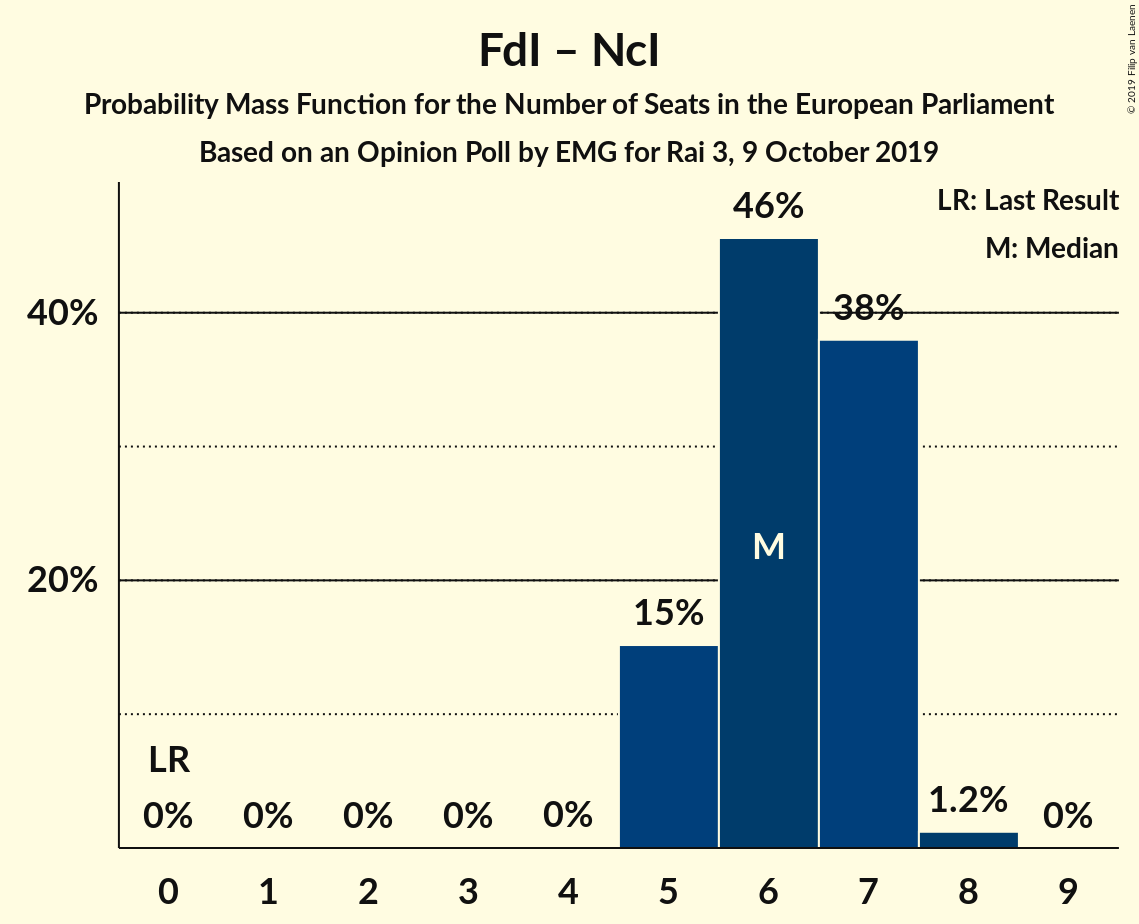 FdI – NcI
Probability Mass Function for the Number of Seats in the European Parliament
Based on an Opinion Poll by EMG for Rai 3, 9 October 2019
© 2019 Filip van Laenen
LR: Last Result
M: Median
46%
38%
40%
M
20%
15%
LR
0%
0%
0%
0%
0%
1.2%
0%
0
1
2
3
4
5
6
7
8
9